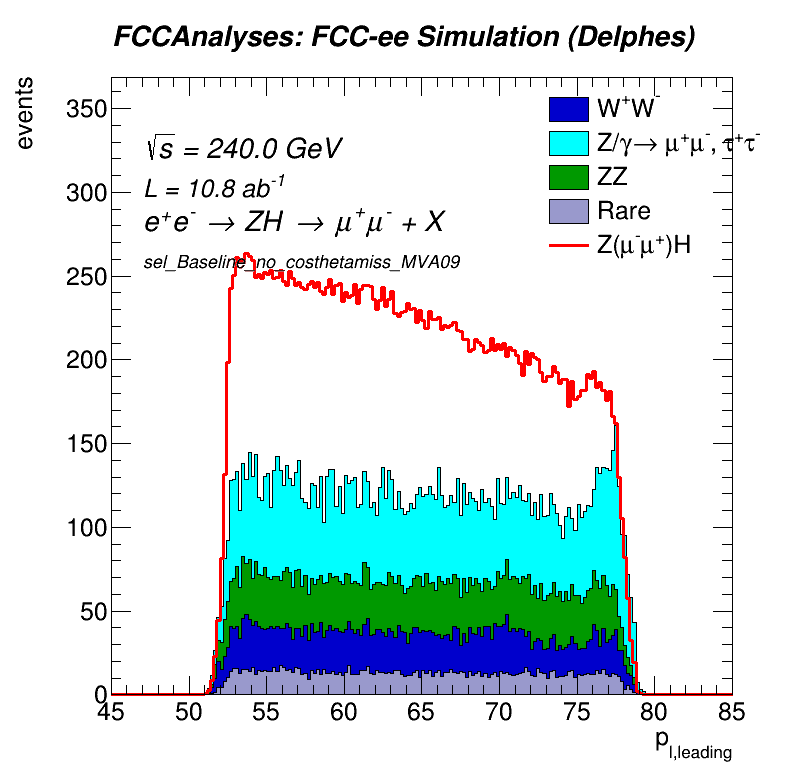 FCCAnalyses: FCC-ee Simulation (Delphes)
events
350
300
250
200
150
100
50
0
√s = 240.0 GeV
L = 10.8 ab⁻¹
e⁺e⁻ → ZH → μ⁺μ⁻ + X
sel_Baseline_no_costhetamiss_MVA09
W⁺W⁻
Z/γ→ μ⁺μ⁻, τ⁺τ⁻
ZZ
Rare
Z(μ⁻μ⁺)H
45 50 55 60 65 70 75 80 85
p_l,leading